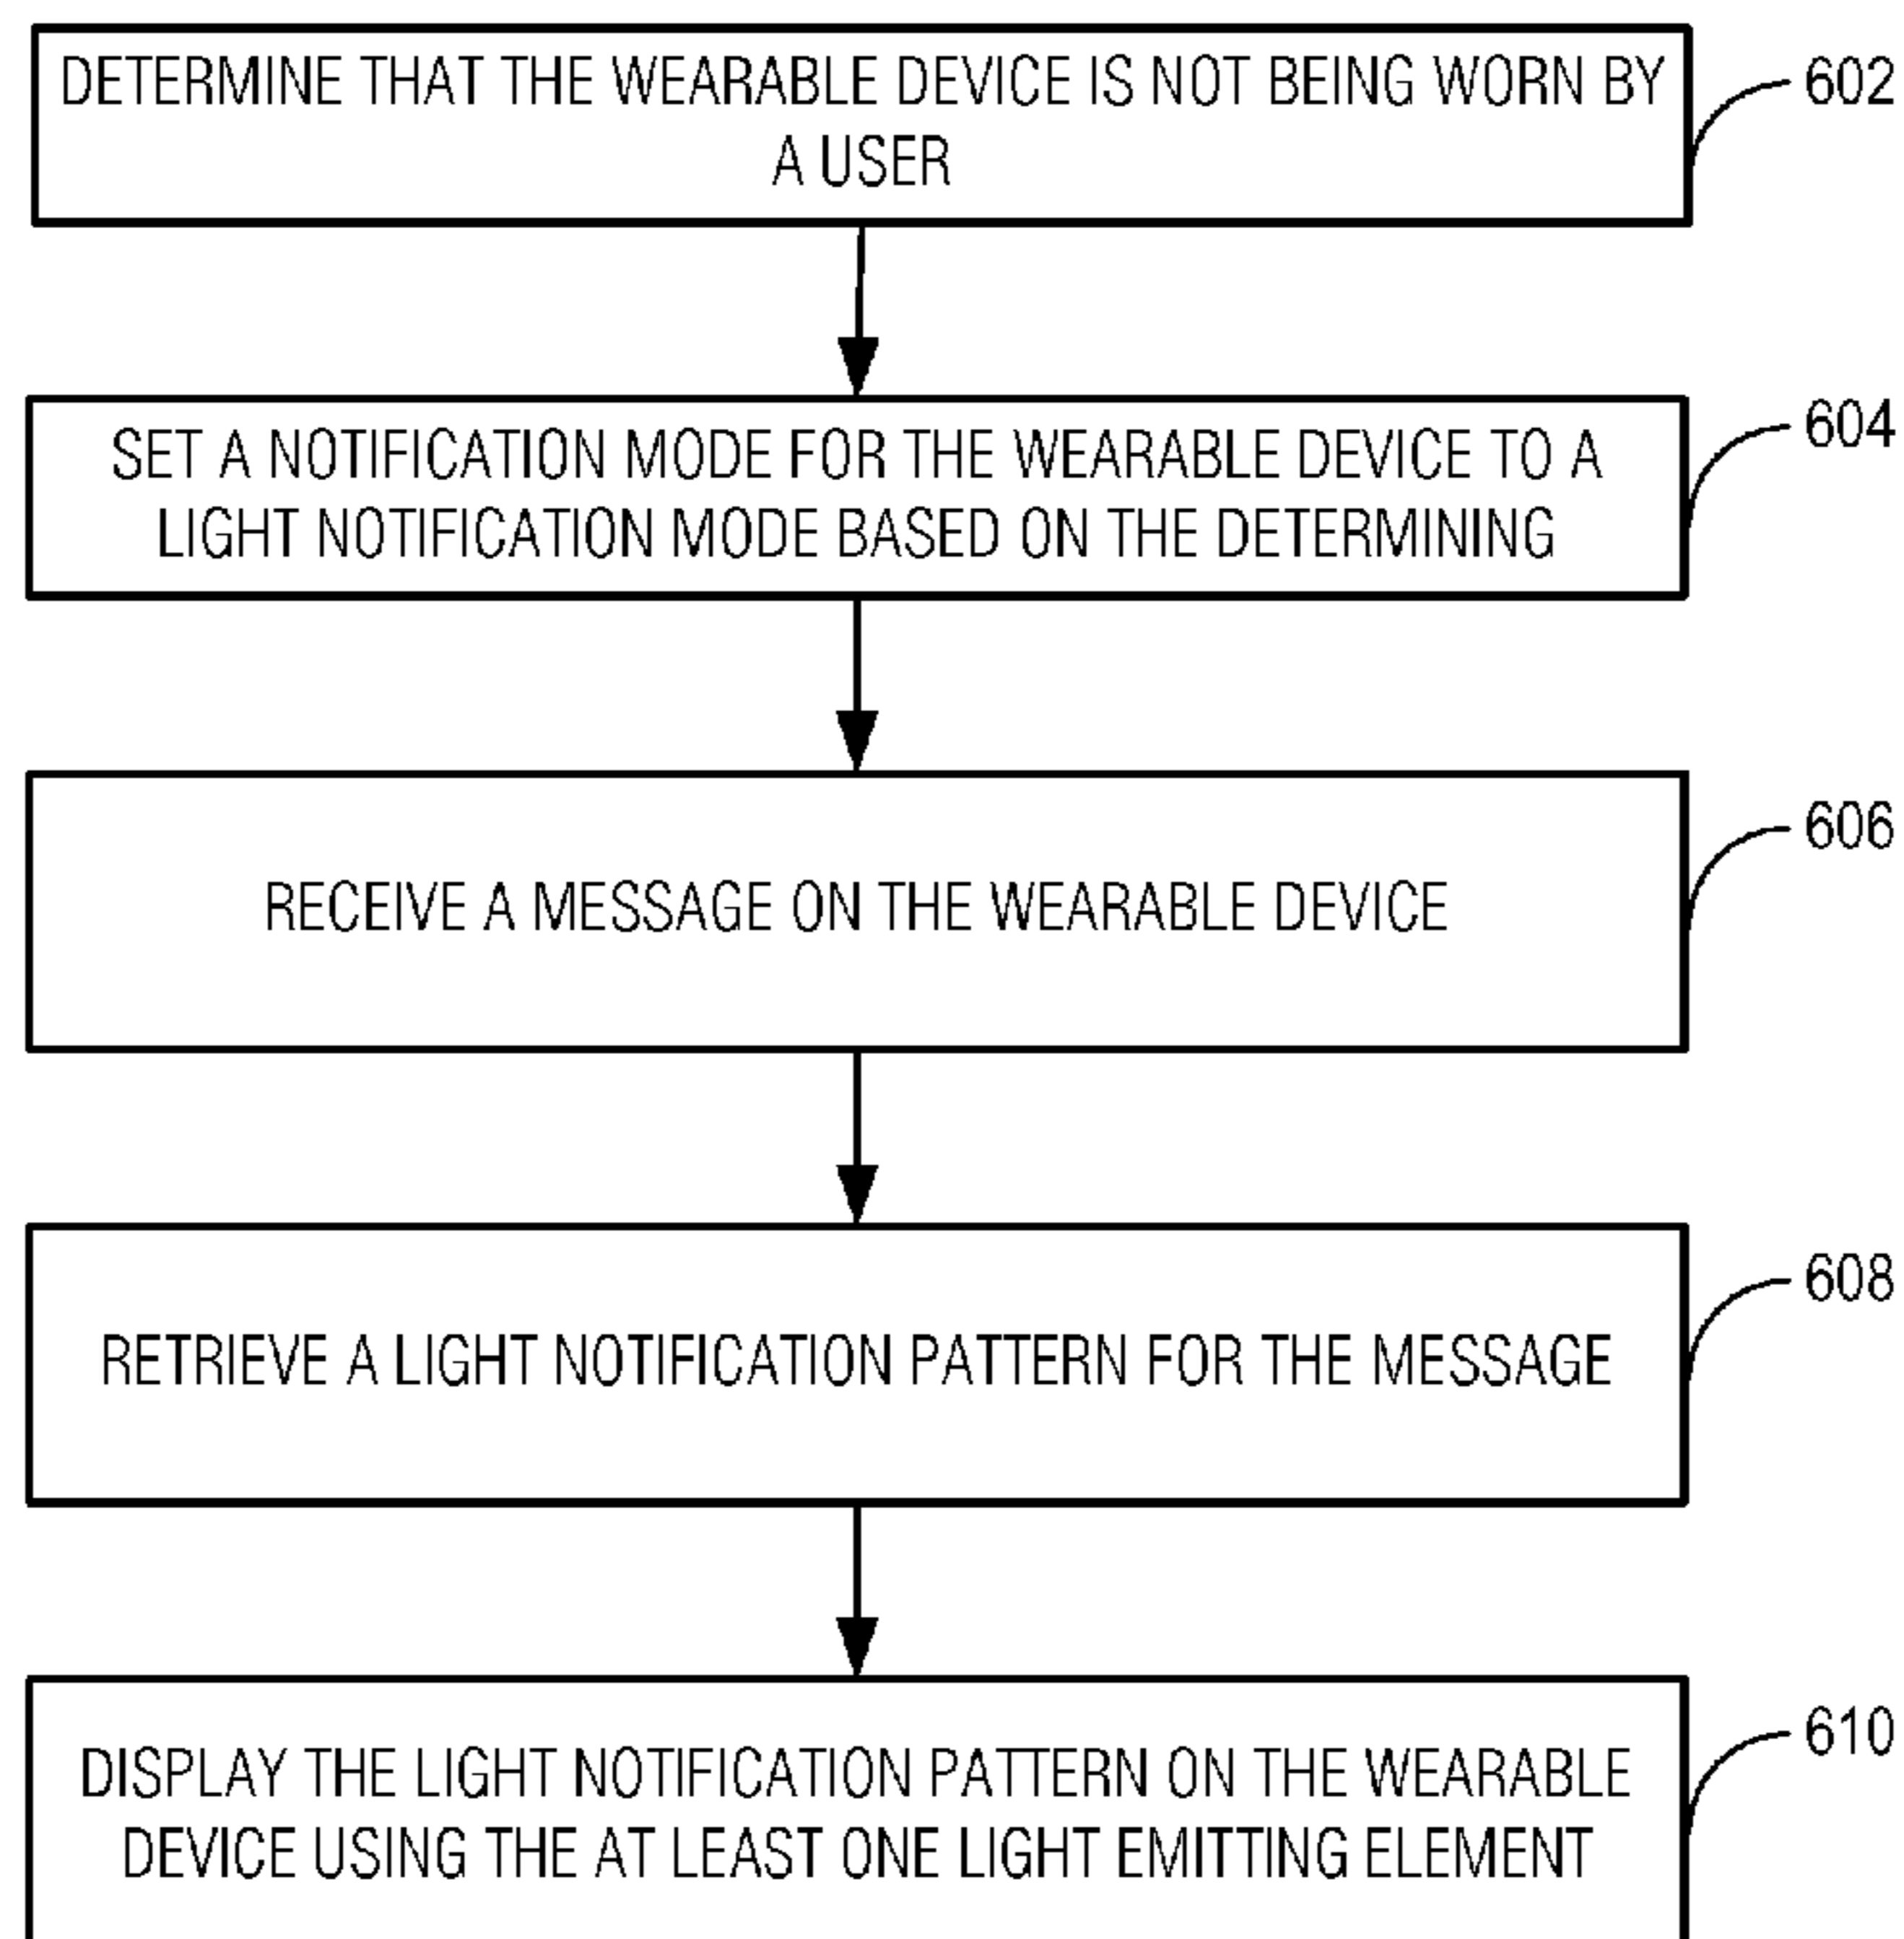 DETERMINE THAT THE WEARABLE DEVICE IS NOT BEING WORN BY
A USER
602
SET A NOTIFICATION MODE FOR THE WEARABLE DEVICE TO A
LIGHT NOTIFICATION MODE BASED ON THE DETERMINING
604
RECEIVE A MESSAGE ON THE WEARABLE DEVICE
606
RETRIEVE A LIGHT NOTIFICATION PATTERN FOR THE MESSAGE
608
DISPLAY THE LIGHT NOTIFICATION PATTERN ON THE WEARABLE
DEVICE USING THE AT LEAST ONE LIGHT EMITTING ELEMENT
610